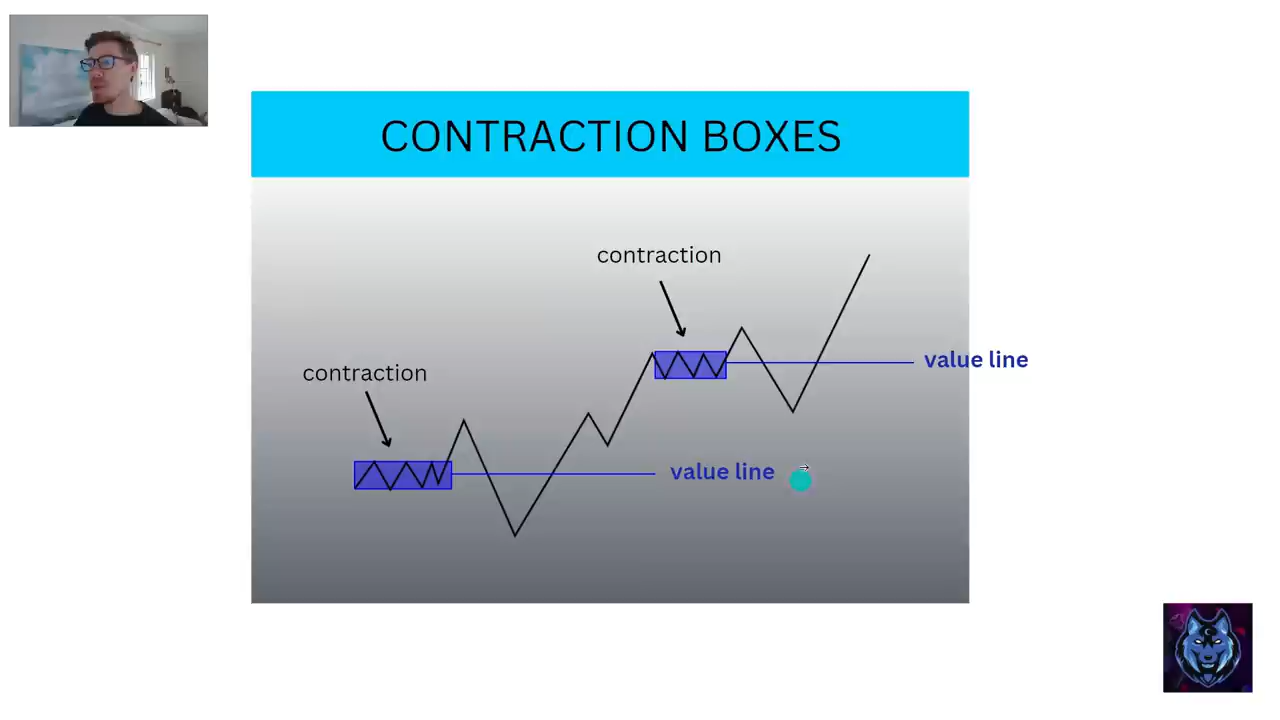 CONTRACTION BOXES
contraction
value line
contraction
value line